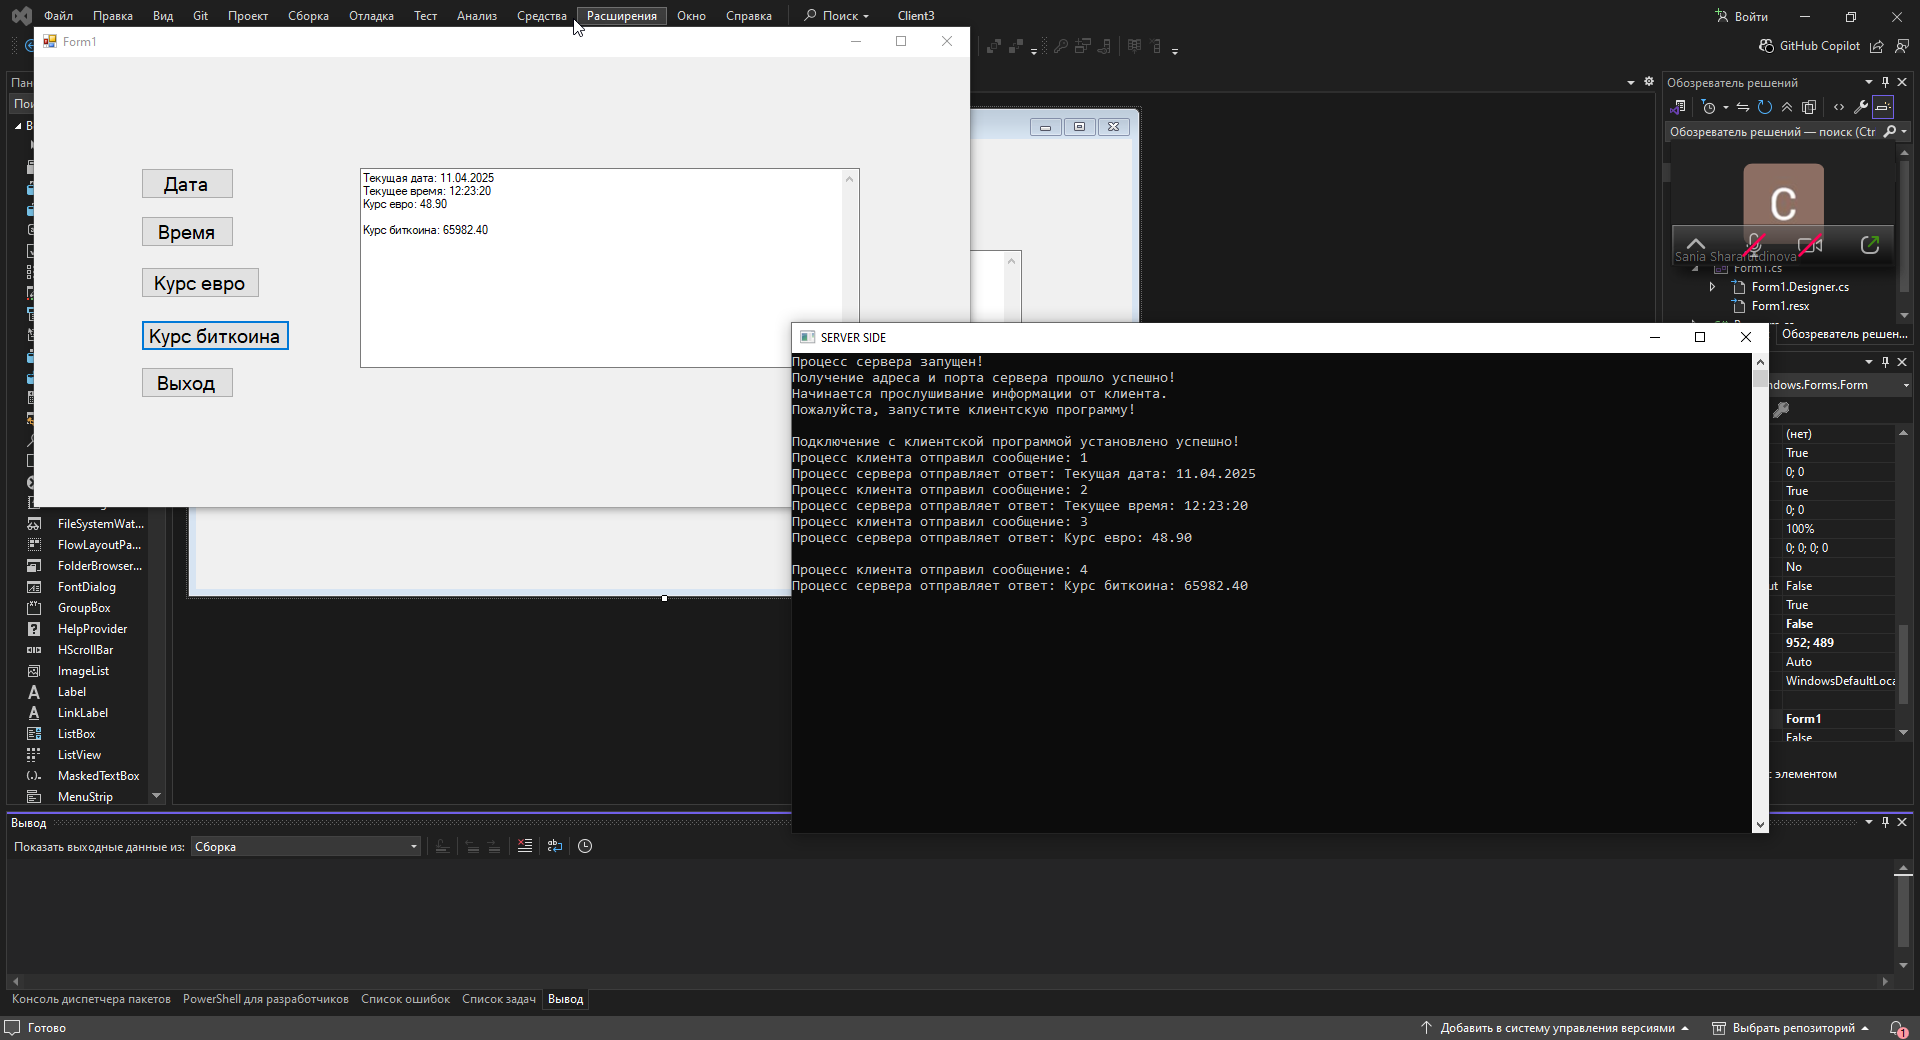 Файл Правка Вид Git Проект Сборка Отладка Тест Анализ Средства Расширения Окно Справка Поиск Client3 Войти
GitHub Copilot
Form1
Дата
Время
Курс евро
Курс биткоина
Выход
Текущая дата: 11.04.2025
Текущее время: 12:23:20
Курс евро: 48.90
Курс биткоина: 65982.40
SERVER SIDE
Процесс сервера запущен!
Получение адреса и порта сервера прошло успешно!
Начинается прослушивание информации от клиента.
Пожалуйста, запустите клиентскую программу!
Подключение с клиентской программой установлено успешно!
Процесс клиента отправил сообщение: 1
Процесс сервера отправляет ответ: Текущая дата: 11.04.2025
Процесс клиента отправил сообщение: 2
Процесс сервера отправляет ответ: Текущее время: 12:23:20
Процесс клиента отправил сообщение: 3
Процесс сервера отправляет ответ: Курс евро: 48.90
Процесс клиента отправил сообщение: 4
Процесс сервера отправляет ответ: Курс биткоина: 65982.40
FileSystemWat...
FlowLayoutPa...
FolderBrowser...
FontDialog
GroupBox
HelpProvider
HScrollBar
ImageList
Label
LinkLabel
ListBox
ListView
MaskedTextBox
MenuStrip
Обозреватель решений
Обозреватель решений — поиск (Ctr
C
Sania Sharafutdinova
Form1.cs
Form1.Designer.cs
Form1.resx
Обозреватель решен...
ndows.Forms.Form
(нет)
True
0; 0
True
0; 0
100%
0; 0; 0; 0
No
ut False
True
False
952; 489
Auto
WindowsDefaultLoca
Form1
False
с элементом
Вывод
Показать выходные данные из: Сборка
Консоль диспетчера пакетов PowerShell для разработчиков Список ошибок Список задач Вывод
Готово Добавить в систему управления версиями Выбрать репозиторий 1